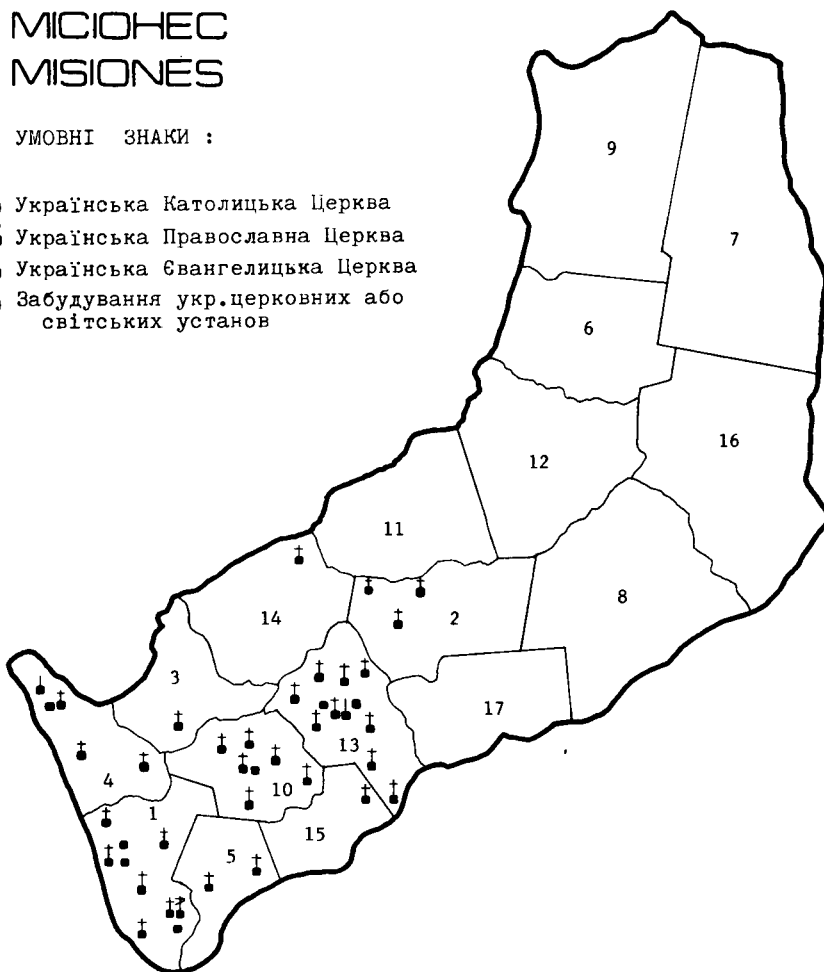 МІСІОНЕС
MISIONES
УМОВНІ ЗНАКИ :
Українська Католицька Церква
Українська Православна Церква
Українська Євангелицька Церква
Забудування укр.церковних або
світських установ
9
7
6
16
12
11
8
14
2
3
17
13
4
10
1
15
5